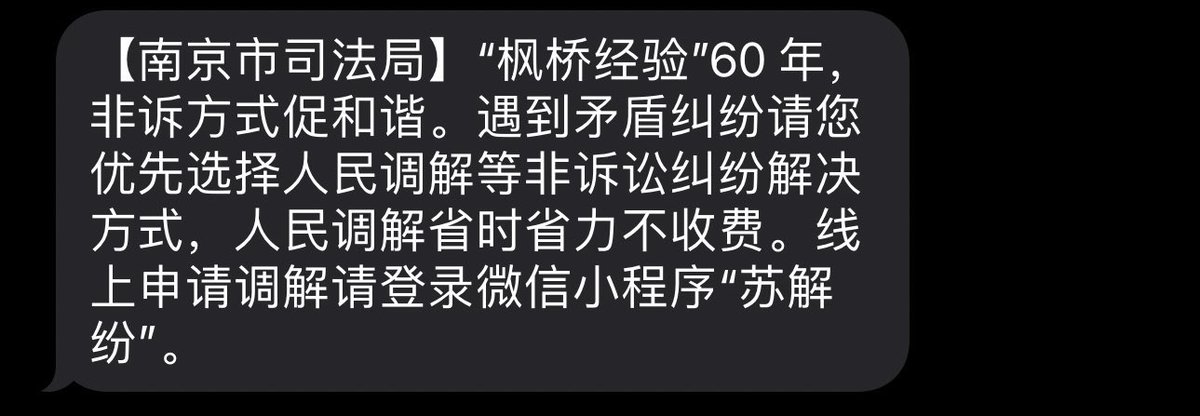 【南京市司法局】“枫桥经验”60 年，
非诉方式促和谐。遇到矛盾纠纷请您
优先选择人民调解等非诉讼纠纷解决
方式，人民调解省时省力不收费。线
上申请调解请登录微信小程序“苏解
纷”。